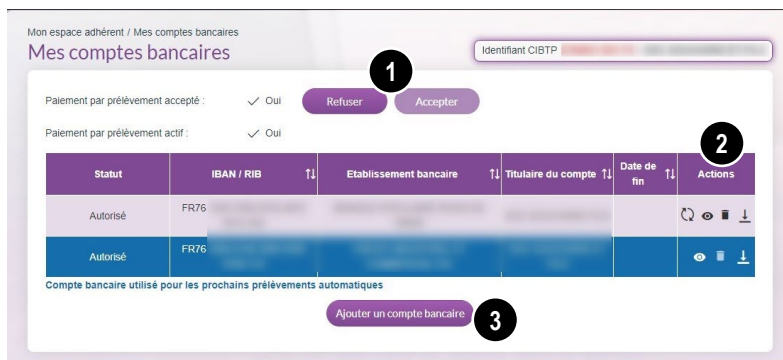 Mon espace adhérent / Mes comptes bancaires
Mes comptes bancaires
Identifiant CIBTP
1
Paiement par prélèvement accepté : Oui Refuser Accepter
Paiement par prélèvement actif : Oui
2
Statut IBAN / RIB Etablissement bancaire Titulaire du compte Date de fin Actions
Autorisé FR76
Autorisé FR76
Compte bancaire utilisé pour les prochains prélèvements automatiques
Ajouter un compte bancaire 3